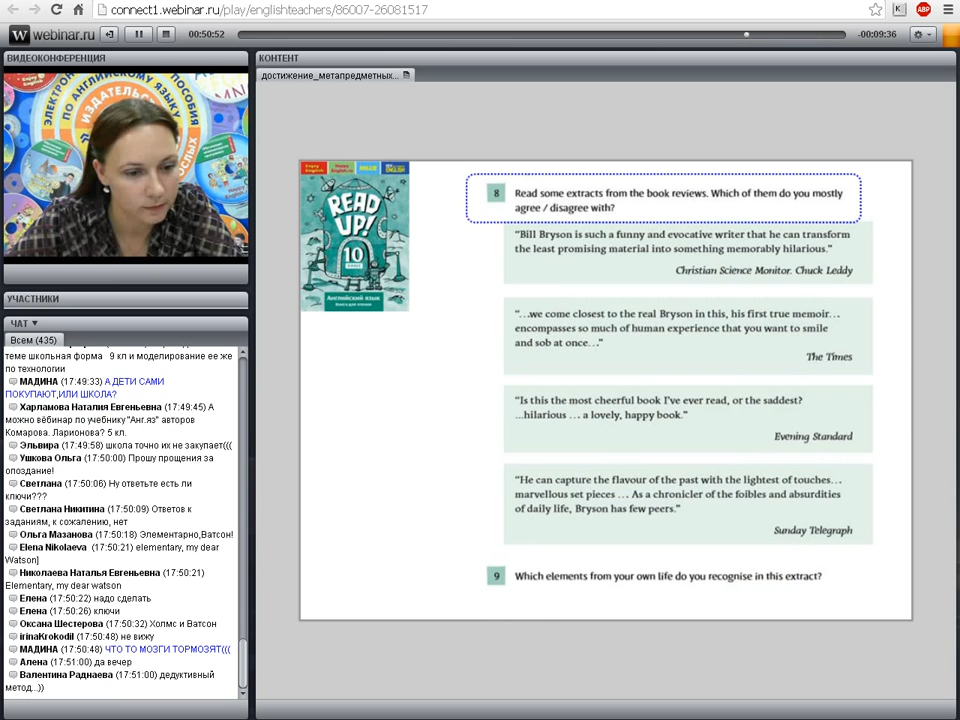 connect1.webinar.ru/play/englishteachers/86007-26081517
K
ABP
W webinar.ru
00:50:52
-00:09:36
ВИДЕОКОНФЕРЕНЦИЯ
ЭЛЕКТРОННЫЕ
ПО АНГЛИЙСКОМУ ЯЗЫКУ
ПОСОБИЯ
ИЗДАТЕЛЬСТВО
УЧАСТНИКИ
ЧАТ
Всем (435)
теме школьная форма 9 кл и моделирование ее же
по технологии
МАДИНА (17:49:33) А ДЕТИ САМИ
ПОКУПАЮТ,ИЛИ ШКОЛА?
Харламова Наталия Евгеньевна (17:49:45) А
можно вёбинар по учебнику "Анг.яз" авторов
Комарова. Ларионова? 5 кл.
Эльвира (17:49:58) школа точно их не закупает(((
Ушкова Ольга (17:50:00) Прошу прощения за
опоздание!
Светлана (17:50:06) Ну ответьте есть ли
ключи???
Светлана Никитина (17:50:09) Ответов к
заданиям, к сожалению, нет
Ольга Мазанова (17:50:18) Элементарно,Ватсон!
Elena Nikolaeva (17:50:21) elementary, my dear
Watson]
Николаева Наталья Евгеньевна (17:50:21)
Elementary, my dear watson
Елена (17:50:22) надо сделать
Елена (17:50:26) ключи
Оксана Шестерова (17:50:32) Холмс и Ватсон
irinaKrokodil (17:50:48) не вижу
МАДИНА (17:50:48) ЧТО ТО МОЗГИ ТОРМОЗЯТ(((
Алена (17:51:00) да вечер
Валентина Раднаева (17:51:00) дедуктивный
метод...))
КОНТЕНТ
достижение_метапредметных...
READ
UP!
10
КЛАСС
Английский язык
Книга для чтения
8 Read some extracts from the book reviews. Which of them do you mostly
agree / disagree with?
“Bill Bryson is such a funny and evocative writer that he can transform
the least promising material into something memorably hilarious.”
Christian Science Monitor. Chuck Leddy
“…we come closest to the real Bryson in this, his first true memoir…
encompasses so much of human experience that you want to smile
and sob at once…”
The Times
“Is this the most cheerful book I’ve ever read, or the saddest?
…hilarious … a lovely, happy book.”
Evening Standard
“He can capture the flavour of the past with the lightest of touches…
marvellous set pieces … As a chronicler of the foibles and absurdities
of daily life, Bryson has few peers.”
Sunday Telegraph
9 Which elements from your own life do you recognise in this extract?